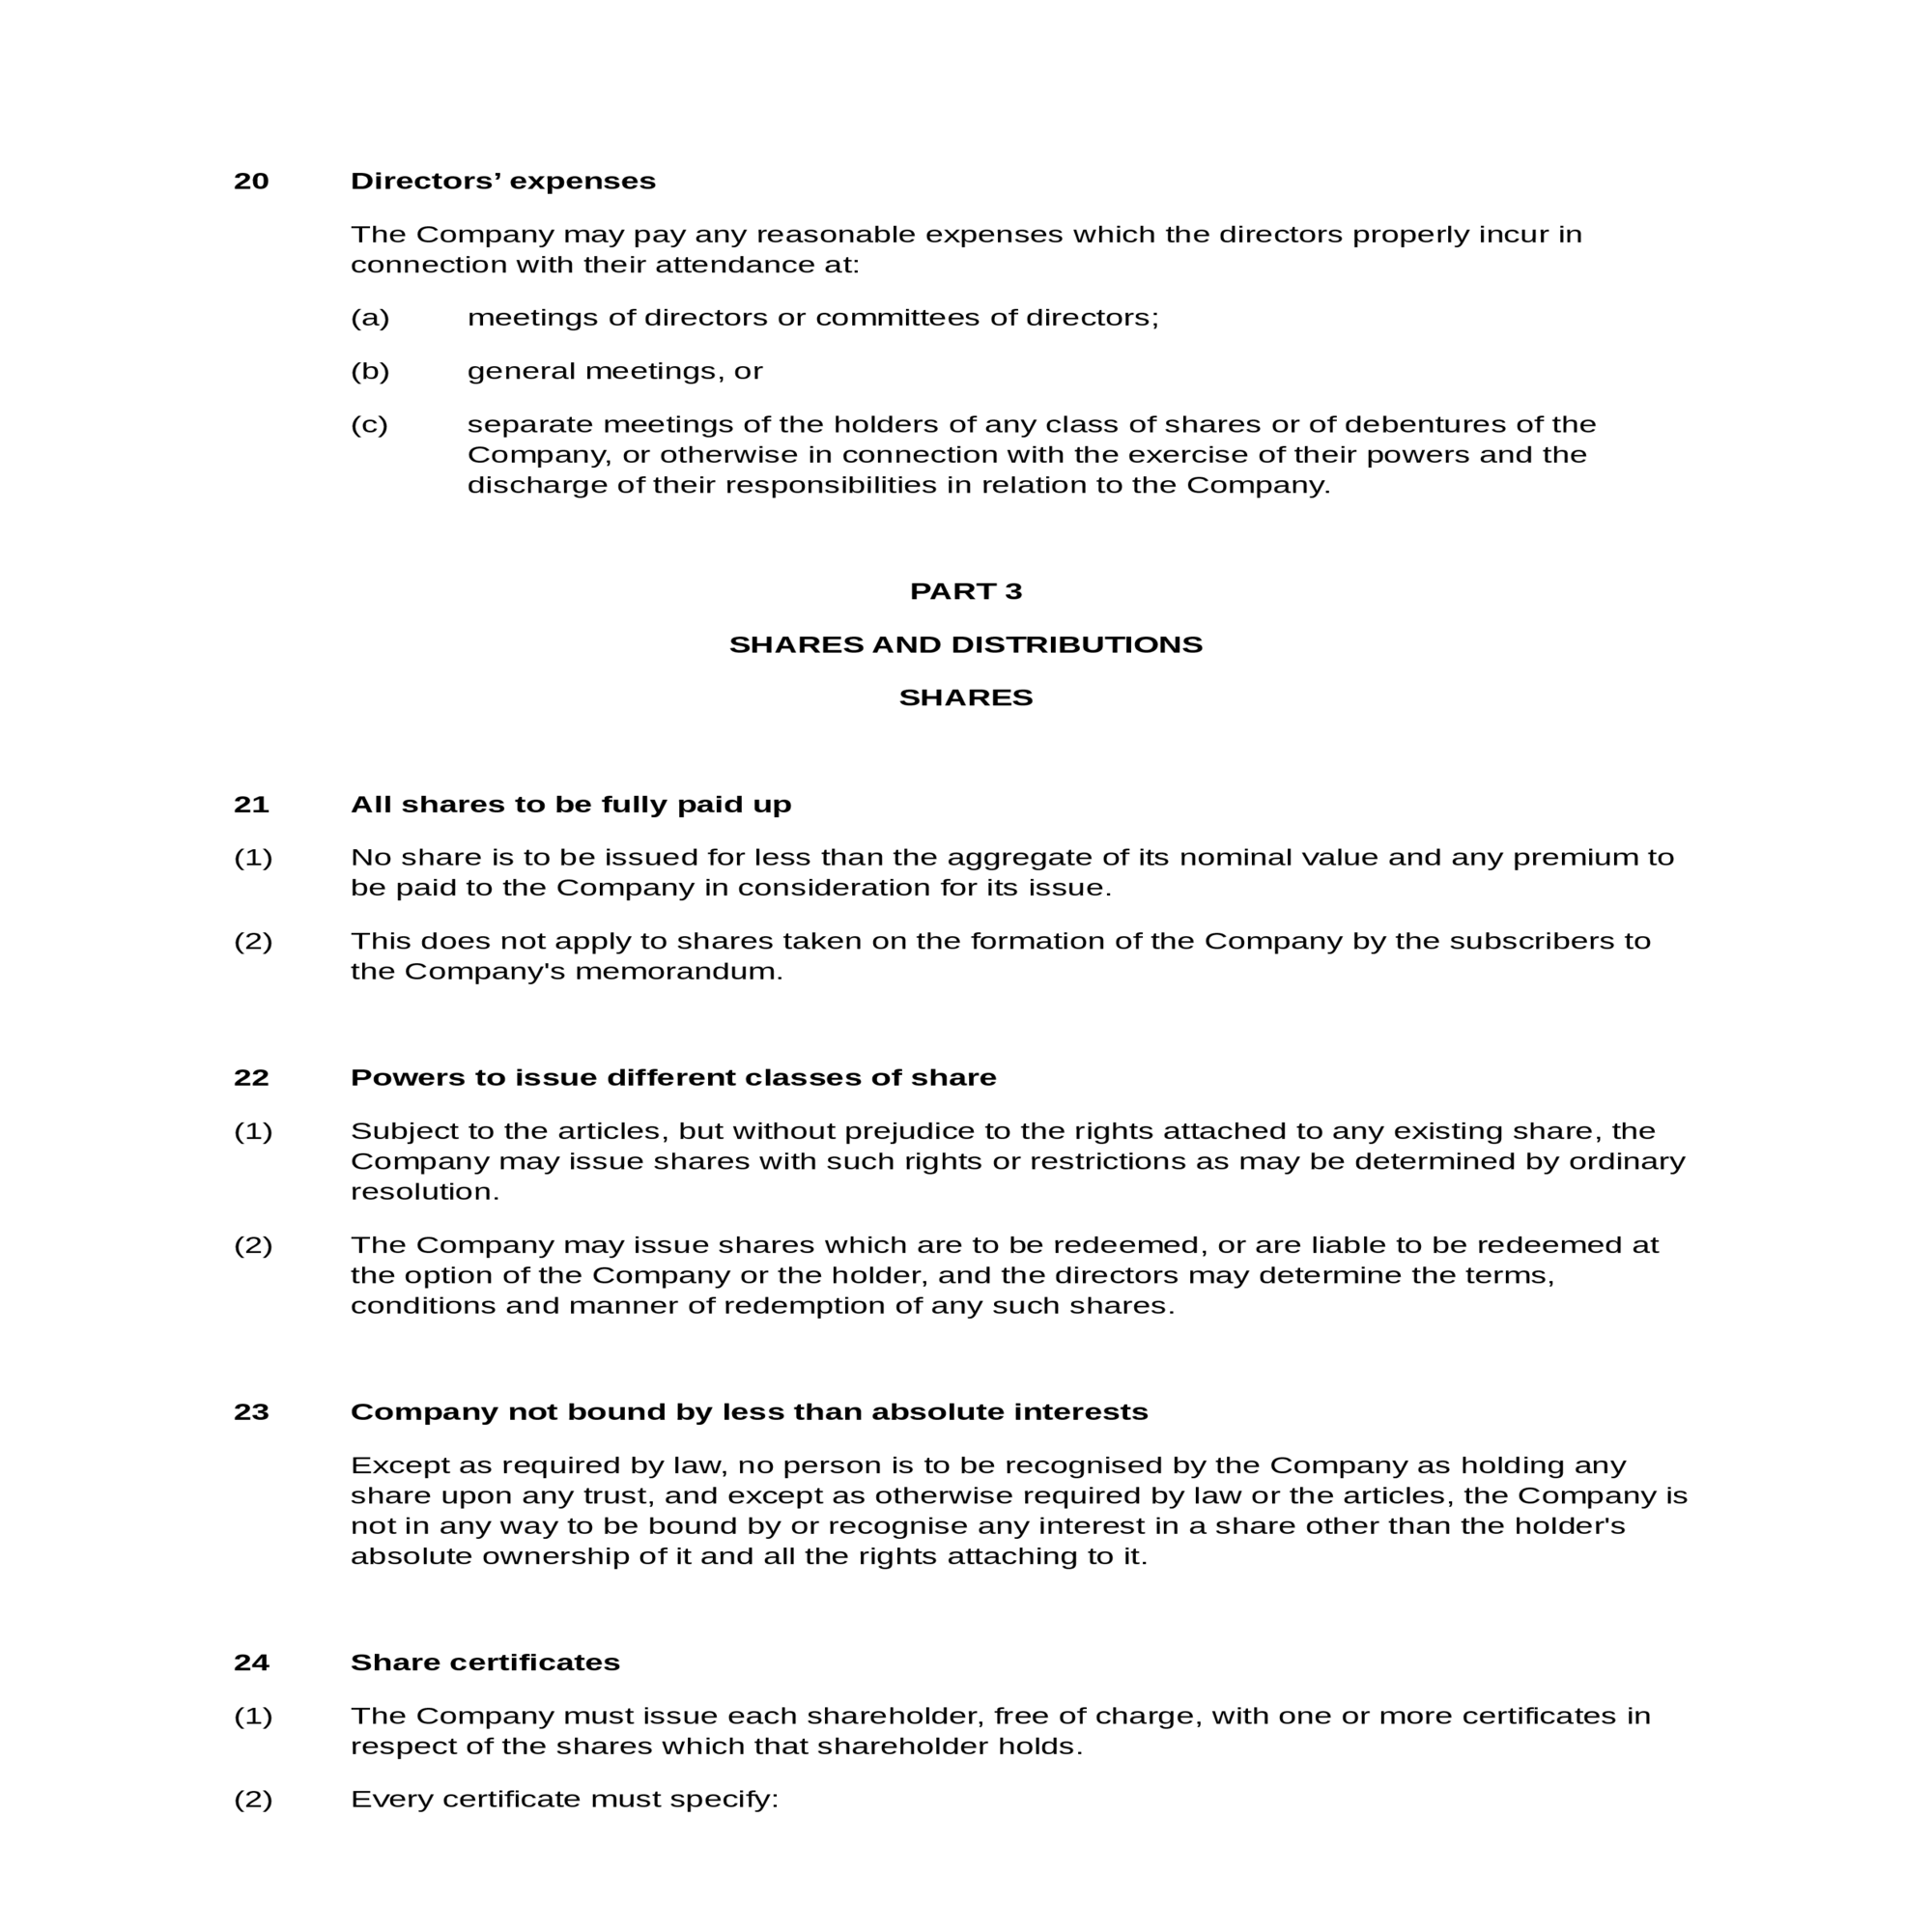 20 Directors’ expenses
The Company may pay any reasonable expenses which the directors properly incur in
connection with their attendance at:
(a) meetings of directors or committees of directors;
(b) general meetings, or
(c) separate meetings of the holders of any class of shares or of debentures of the
Company, or otherwise in connection with the exercise of their powers and the
discharge of their responsibilities in relation to the Company.
PART 3
SHARES AND DISTRIBUTIONS
SHARES
21 All shares to be fully paid up
(1) No share is to be issued for less than the aggregate of its nominal value and any premium to
be paid to the Company in consideration for its issue.
(2) This does not apply to shares taken on the formation of the Company by the subscribers to
the Company's memorandum.
22 Powers to issue different classes of share
(1) Subject to the articles, but without prejudice to the rights attached to any existing share, the
Company may issue shares with such rights or restrictions as may be determined by ordinary
resolution.
(2) The Company may issue shares which are to be redeemed, or are liable to be redeemed at
the option of the Company or the holder, and the directors may determine the terms,
conditions and manner of redemption of any such shares.
23 Company not bound by less than absolute interests
Except as required by law, no person is to be recognised by the Company as holding any
share upon any trust, and except as otherwise required by law or the articles, the Company is
not in any way to be bound by or recognise any interest in a share other than the holder's
absolute ownership of it and all the rights attaching to it.
24 Share certificates
(1) The Company must issue each shareholder, free of charge, with one or more certificates in
respect of the shares which that shareholder holds.
(2) Every certificate must specify: